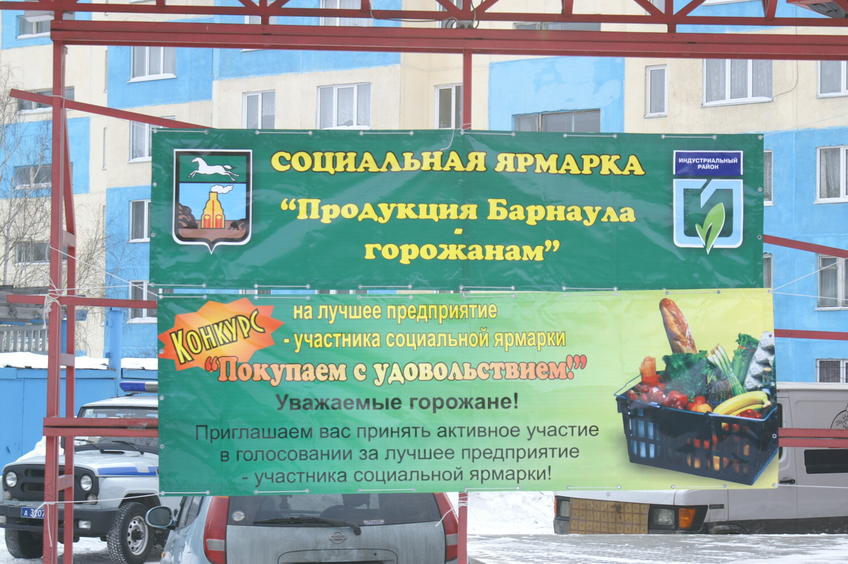 СОЦИАЛЬНАЯ ЯРМАРКА
ИНДУСТРИАЛЬНЫЙ
РАЙОН
"Продукция Барнаула
-
горожанам"
КОНКУРС
на лучшее предприятие
- участника социальной ярмарки
"Покупаем с удовольствием!"
Уважаемые горожане!
Приглашаем вас принять активное участие
в голосовании за лучшее предприятие
- участника социальной ярмарки!